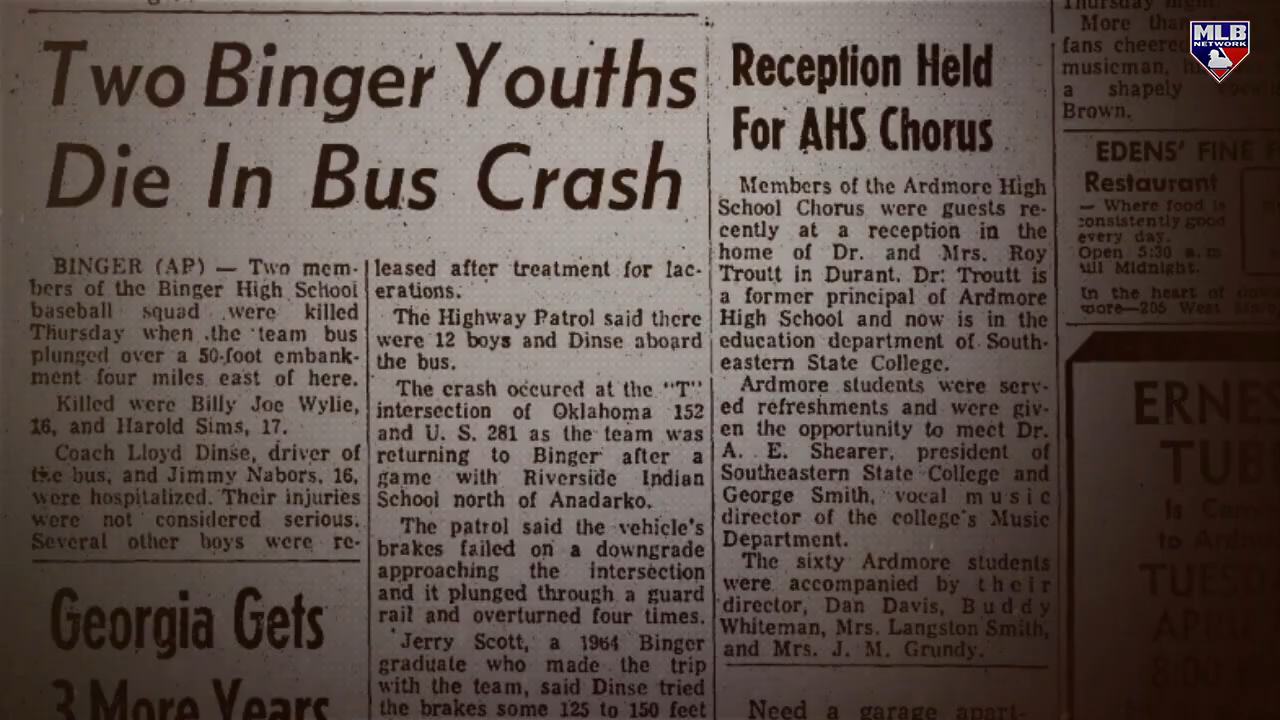 Two Binger Youths
Die In Bus Crash
BINGER (AP) — Two mem-
bers of the Binger High School
baseball squad were killed
Thursday when the team bus
plunged over a 50-foot embank-
ment four miles east of here.
Killed were Billy Joe Wylie,
16, and Harold Sims, 17.
Coach Lloyd Dinse, driver of
the bus, and Jimmy Nabors, 16,
were hospitalized. Their injuries
were not considered serious.
Several other boys were re-
leased after treatment for lac-
erations.
The Highway Patrol said there
were 12 boys and Dinse aboard
the bus.
The crash occured at the "T"
intersection of Oklahoma 152
and U. S. 281 as the team was
returning to Binger after a
game with Riverside Indian
School north of Anadarko.
The patrol said the vehicle's
brakes failed on a downgrade
approaching the intersection
and it plunged through a guard
rail and overturned four times.
Jerry Scott, a 1964 Binger
graduate who made the trip
with the team, said Dinse tried
the brakes some 125 to 150 feet
Georgia Gets
3 More Years
Reception Held
For AHS Chorus
Members of the Ardmore High
School Chorus were guests re-
cently at a reception in the
home of Dr. and Mrs. Roy
Troutt in Durant. Dr. Troutt is
a former principal of Ardmore
High School and now is in the
education department of South-
eastern State College.
Ardmore students were serv-
ed refreshments and were giv-
en the opportunity to meet Dr.
A. E. Shearer, president of
Southeastern State College and
George Smith, vocal music
director of the college's Music
Department.
The sixty Ardmore students
were accompanied by their
director, Dan Davis, Buddy
Whiteman, Mrs. Langston Smith,
and Mrs. J. M. Grundy.
Need a garage apart-
Thursday night.
More than
fans cheered
musicman,
a shapely
Brown.
EDENS' FINE
Restaurant
— Where food is
consistently good
every day.
Open 5:30 a.m
till Midnight.
In the heart of
more—205 West
ERNES
TUB
Is
to
TUESD
APR
8:00
MLB
NETWORK